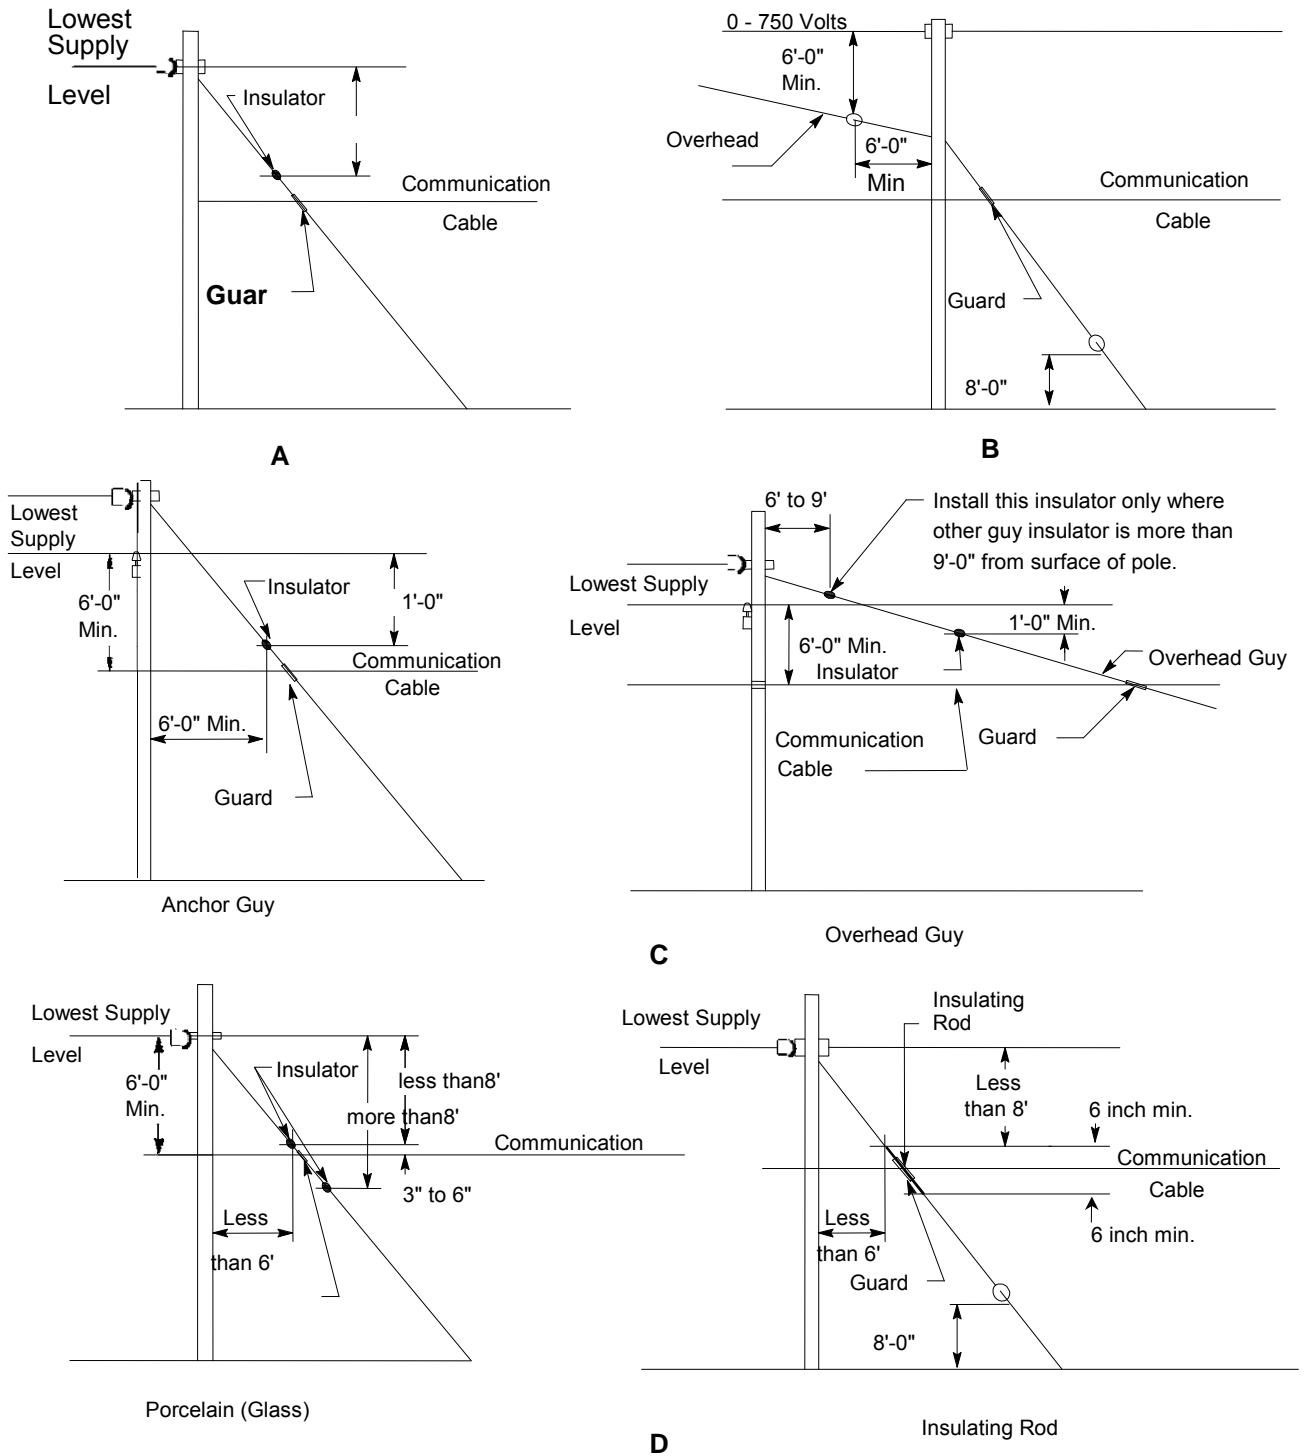 Lowest
Supply
Level
Insulator
Communication
Cable
Guar
A
0 - 750 Volts
6'-0"
Min.
Overhead
6'-0"
Min
Communication
Cable
Guard
8'-0"
B
Lowest
Supply
Level
6'-0"
Min.
Insulator
1'-0"
Communication
Cable
6'-0" Min.
Guard
Anchor Guy
6' to 9'
Install this insulator only where
other guy insulator is more than
9'-0" from surface of pole.
Lowest Supply
Level
6'-0" Min.
Insulator
1'-0" Min.
Overhead Guy
Communication
Cable
Guard
Overhead Guy
C
Lowest Supply
Level
6'-0"
Min.
Insulator
less than8'
more than8'
Communication
3" to 6"
Less
than 6'
Porcelain (Glass)
Insulating
Rod
Lowest Supply
Level
Less
than 8'
6 inch min.
Communication
Cable
6 inch min.
Less
than 6'
Guard
8'-0"
Insulating Rod
D